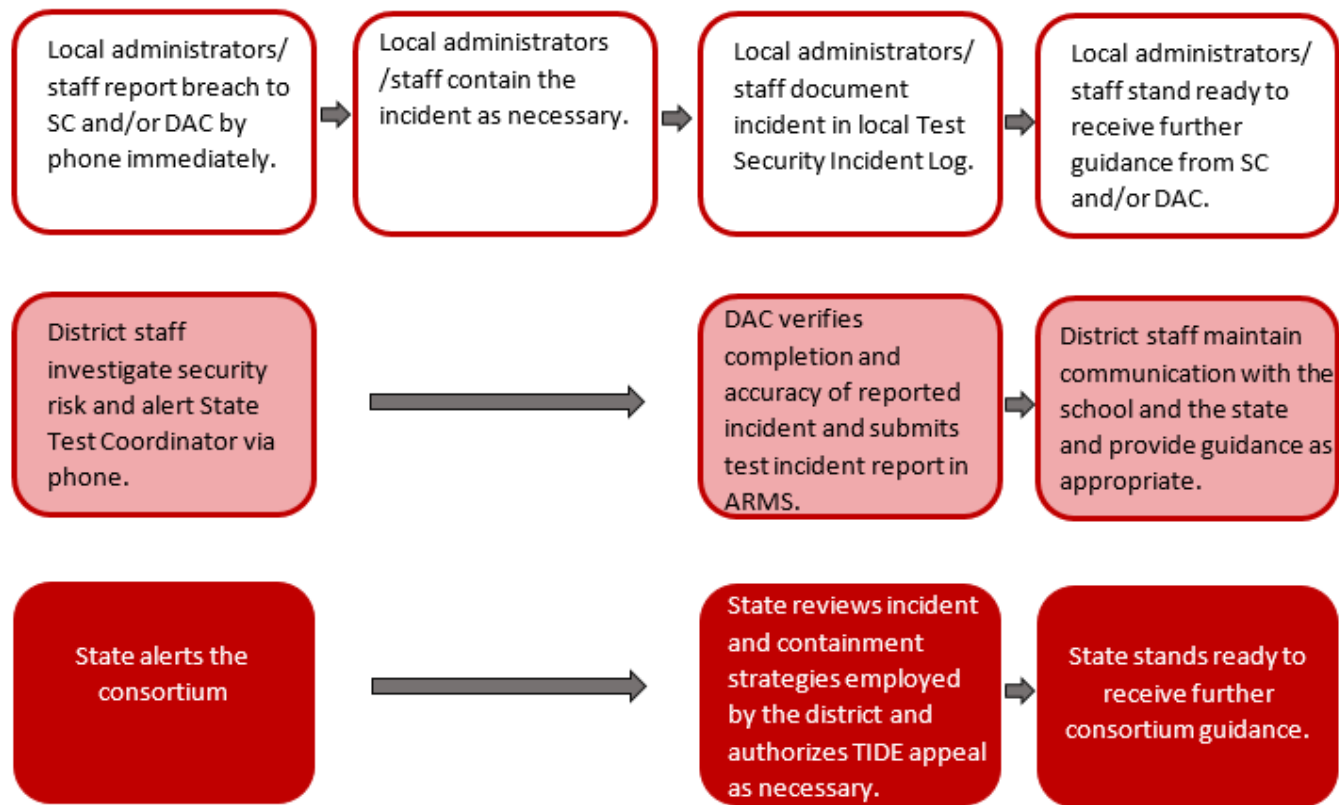 Local administrators/
staff report breach to
SC and/or DAC by
phone immediately.
Local administrators
/staff contain the
incident as necessary.
Local administrators/
staff document
incident in local Test
Security Incident Log.
Local administrators/
staff stand ready to
receive further
guidance from SC
and/or DAC.
District staff
investigate security
risk and alert State
Test Coordinator via
phone.
DAC verifies
completion and
accuracy of reported
incident and submits
test incident report in
ARMS.
District staff maintain
communication with the
school and the state
and provide guidance as
appropriate.
State alerts the
consortium
State reviews incident
and containment
strategies employed
by the district and
authorizes TIDE appeal
as necessary.
State stands ready to
receive further
consortium guidance.